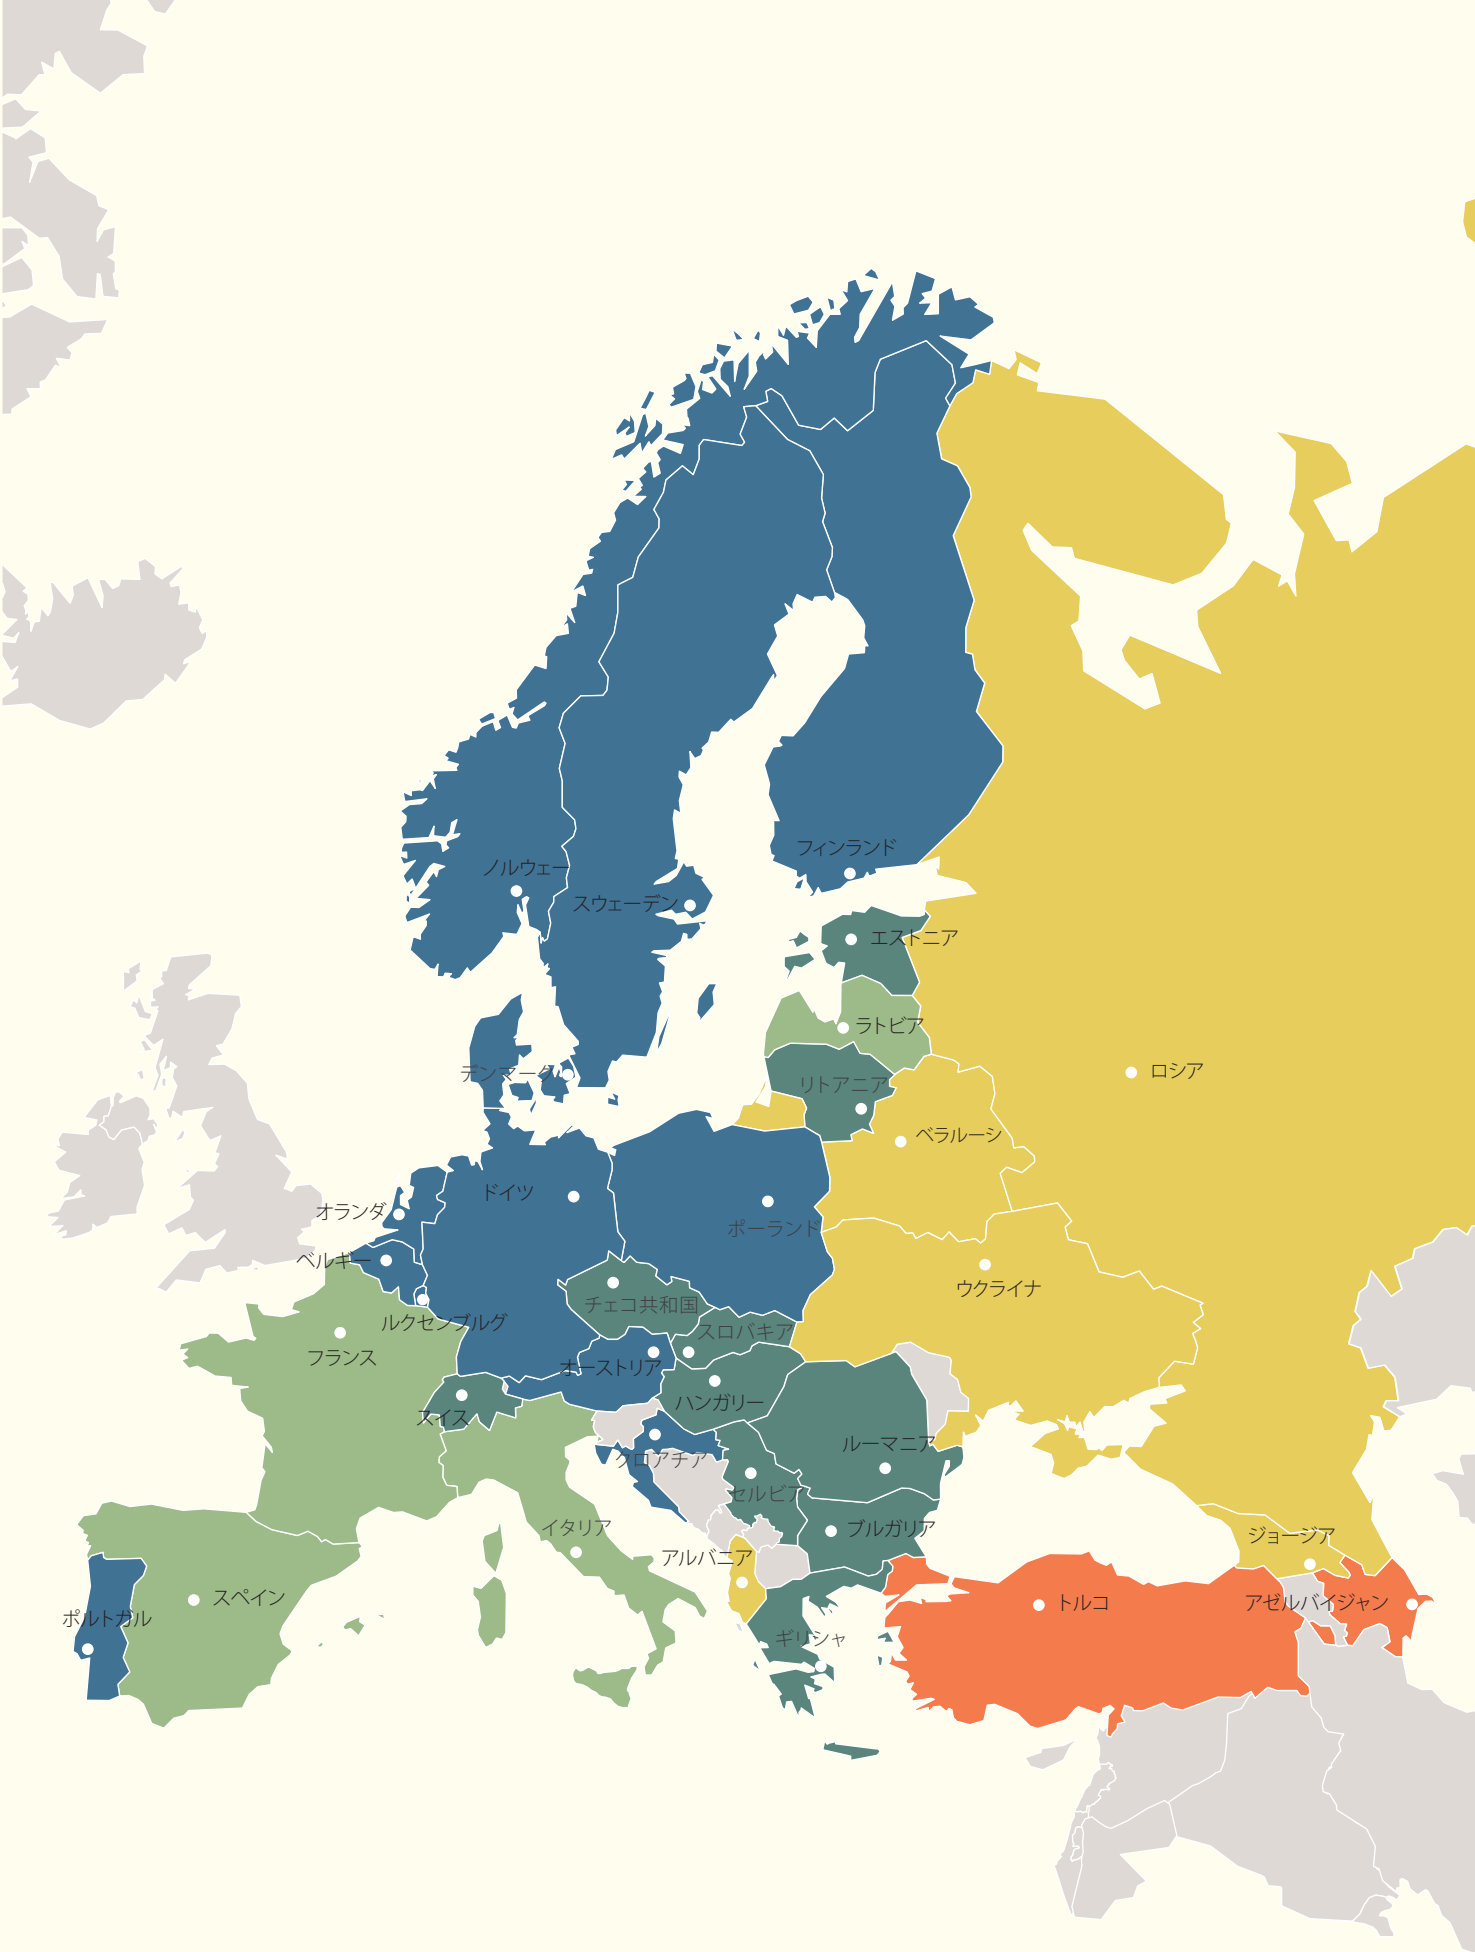 フィンランド
ノルウェー
スウェーデン
エストニア
ラトビア
デンマーク
リトアニア
ロシア
ベラルーシ
ドイツ
オランダ
ポーランド
ベルギー
ウクライナ
チェコ共和国
ルクセンブルグ
スロバキア
フランス
オーストリア
ハンガリー
スイス
ルーマニア
クロアチア
セルビア
イタリア
ブルガリア
ジョージア
アルバニア
スペイン
トルコ
アゼルバイジャン
ポルトガル
ギリシャ